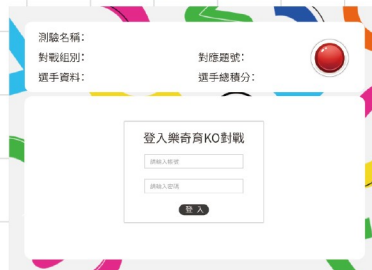 測驗名稱：
對戰組別：
對應題號：
選手資料：
選手總積分：
登入樂奇育KO對戰
請輸入帳號
請輸入密碼
登 入